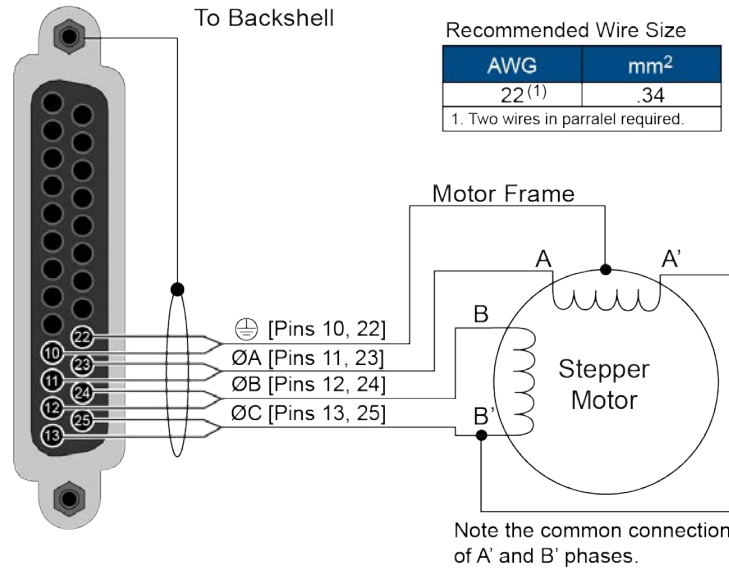 To Backshell
Recommended Wire Size
AWG mm²
22⁽¹⁾ .34
1. Two wires in parralel required.
Motor Frame
A A'
B
22
10
23
11
24
12
25
13
[Pins 10, 22]
ØA [Pins 11, 23]
ØB [Pins 12, 24]
ØC [Pins 13, 25]
Stepper
Motor
B'
Note the common connection
of A' and B' phases.